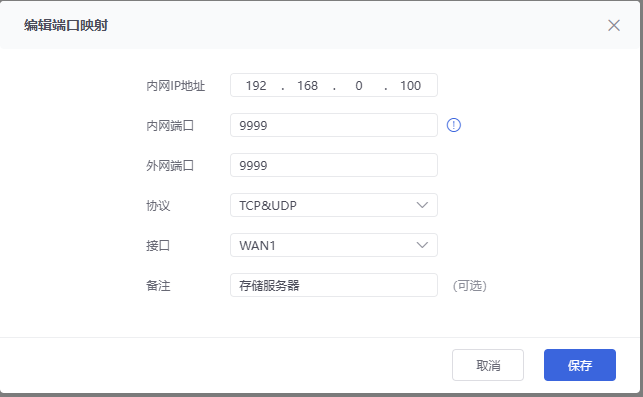 编辑端口映射
内网IP地址 192 . 168 . 0 . 100
内网端口 9999
外网端口 9999
协议 TCP&UDP
接口 WAN1
备注 存储服务器 (可选)
取消 保存